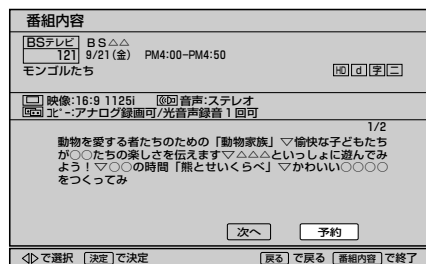 番組内容
BSテレビ BS△△
121 9/21(金) PM4:00-PM4:50
モンゴルたち
HD d 字 二
映像:16:9 1125i 音声:ステレオ
コピー:アナログ録画可/光音声録音1回可
1/2
動物を愛する者たちのための「動物家族」▽愉快な子どもたち
が○○たちの楽しさを伝えます▽△△△といっしょに遊んでみ
よう!▽○○の時間「熊とせいくらべ」▽かわいい○○○○
をつくってみ
次へ 予約
◁▷で選択 決定で決定 戻るで戻る 番組内容で終了